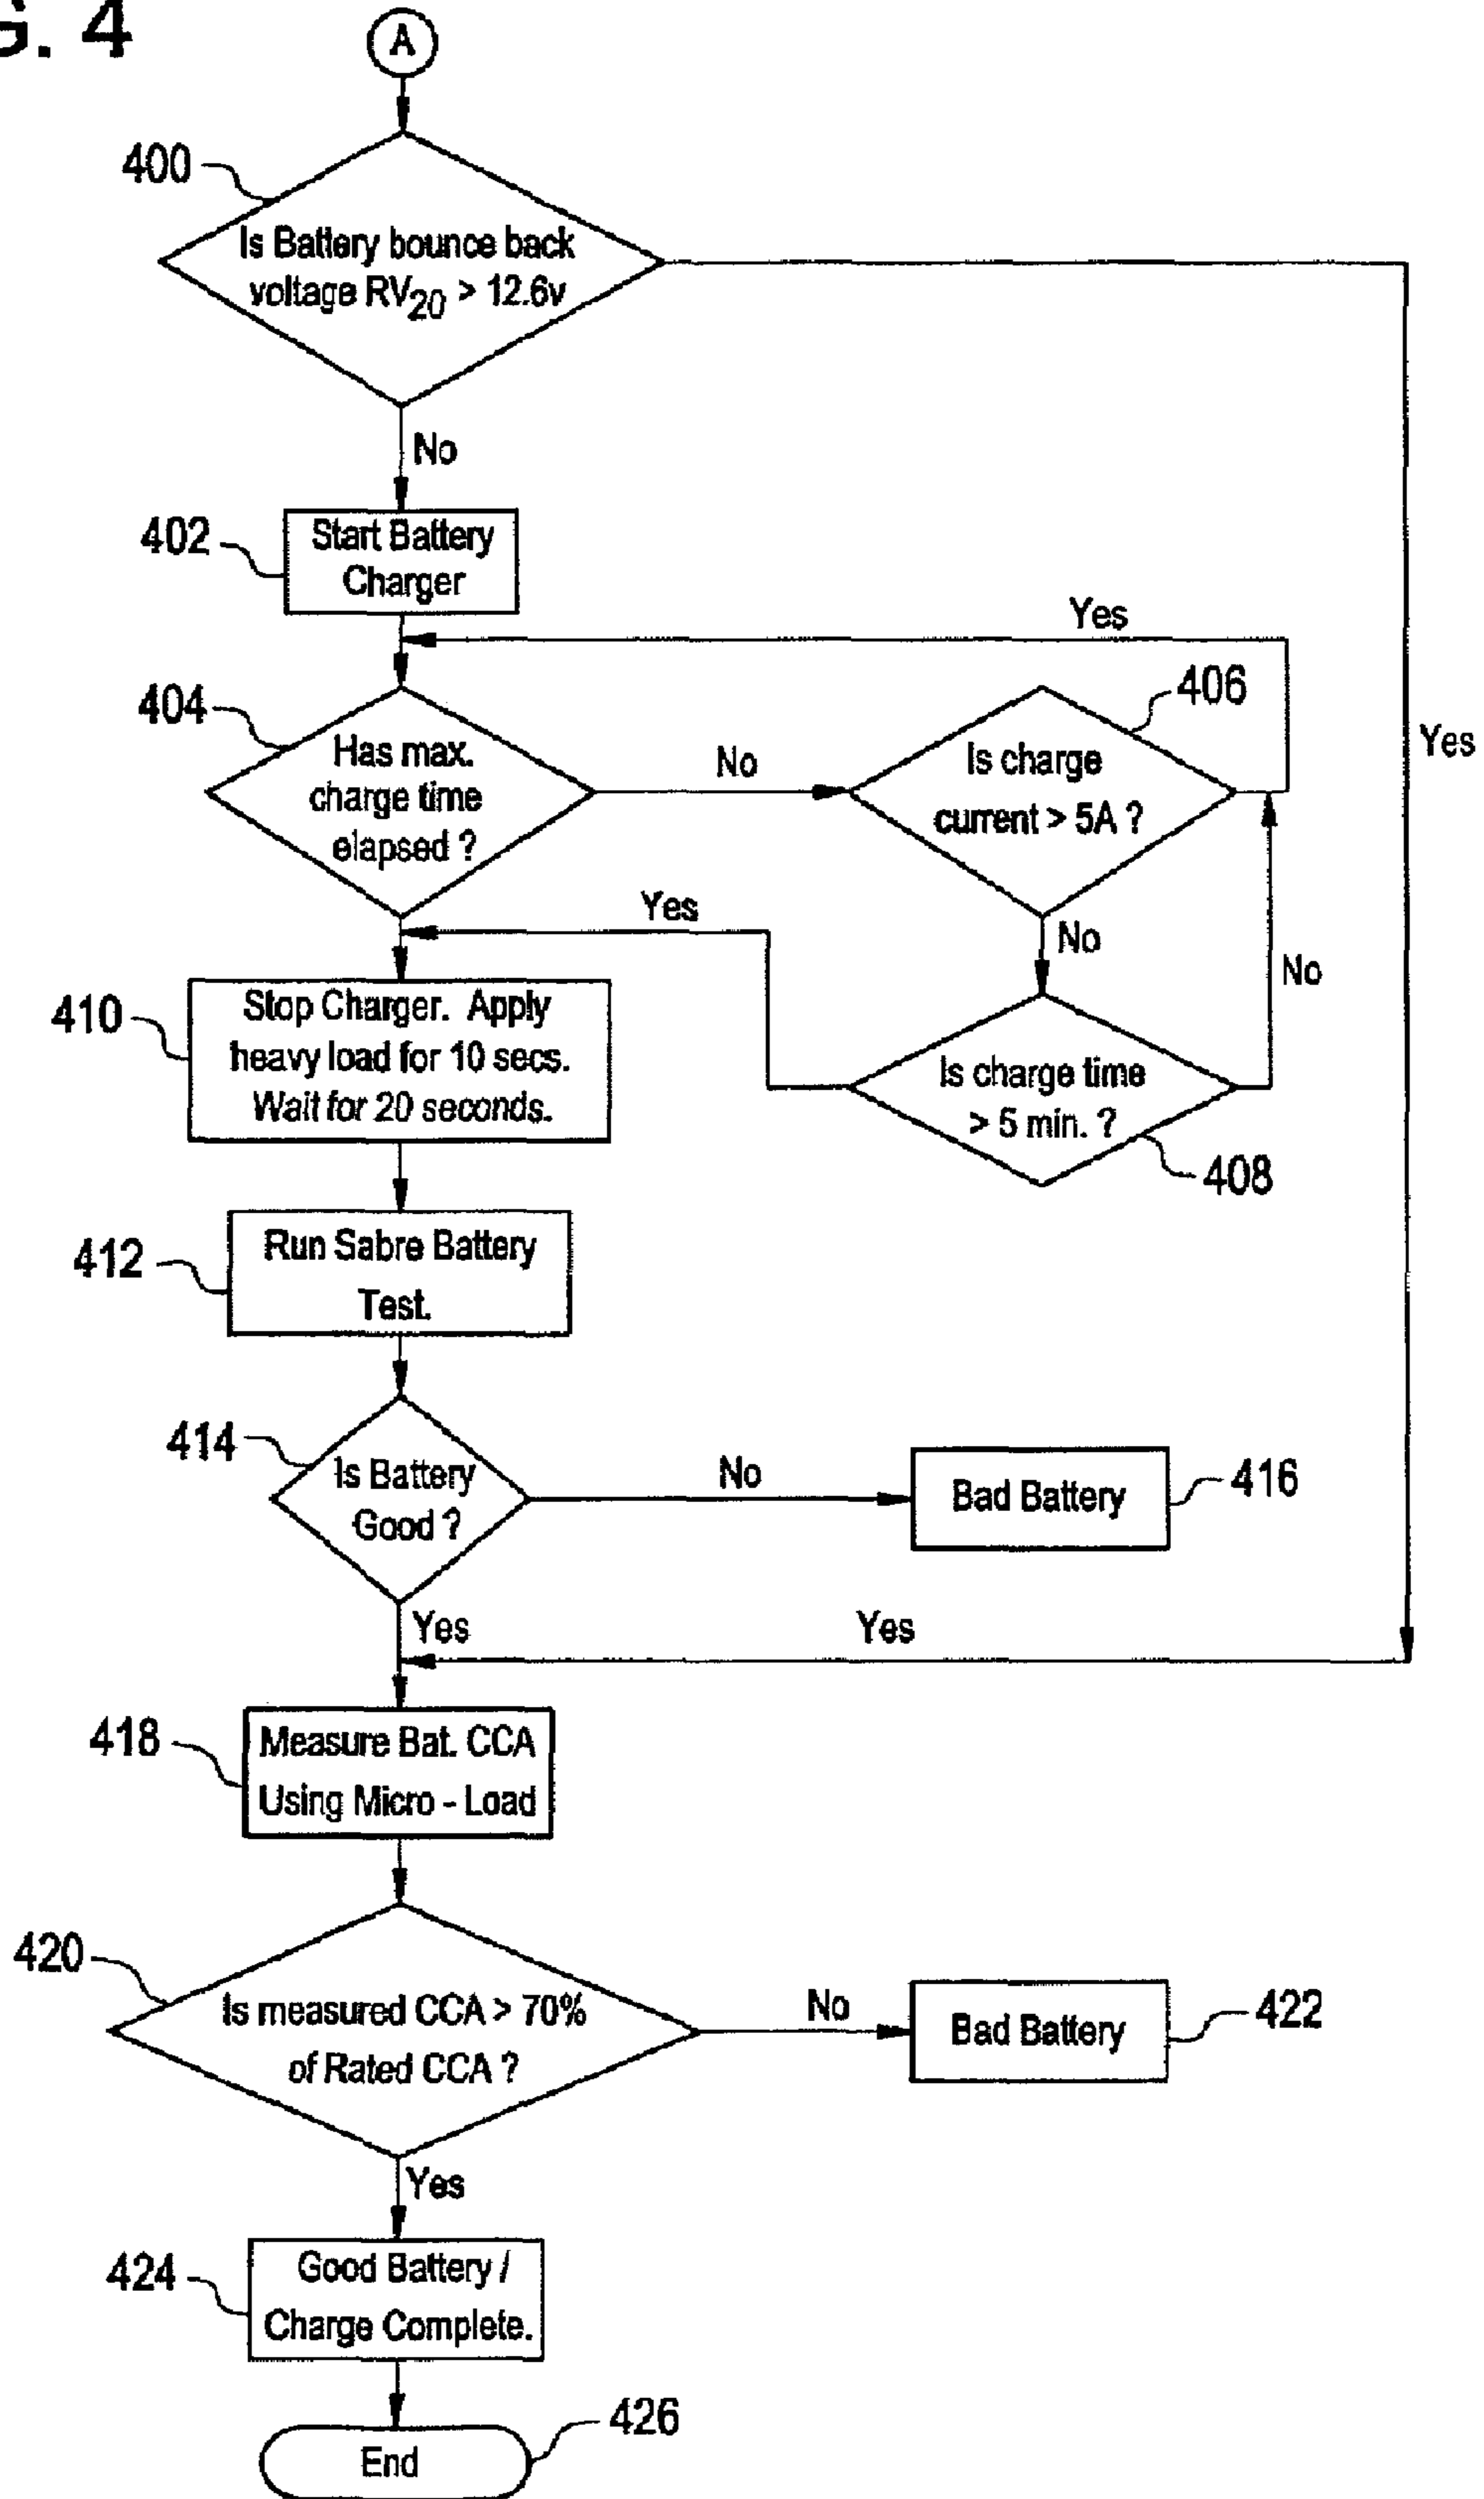 G. 4
A
400
Is Battery bounce back
voltage RV20 > 12.6v
No
402
Start Battery
Charger
Yes
404
Has max.
charge time
elapsed ?
No
406
Is charge
current > 5A ?
Yes
Yes
No
No
410
Stop Charger. Apply
heavy load for 10 secs.
Wait for 20 seconds.
Is charge time
> 5 min. ?
408
412
Run Sabre Battery
Test.
414
Is Battery
Good ?
No
Bad Battery
416
Yes
Yes
418
Measure Bat. CCA
Using Micro - Load
420
Is measured CCA > 70%
of Rated CCA ?
No
Bad Battery
422
Yes
424
Good Battery /
Charge Complete.
426
End